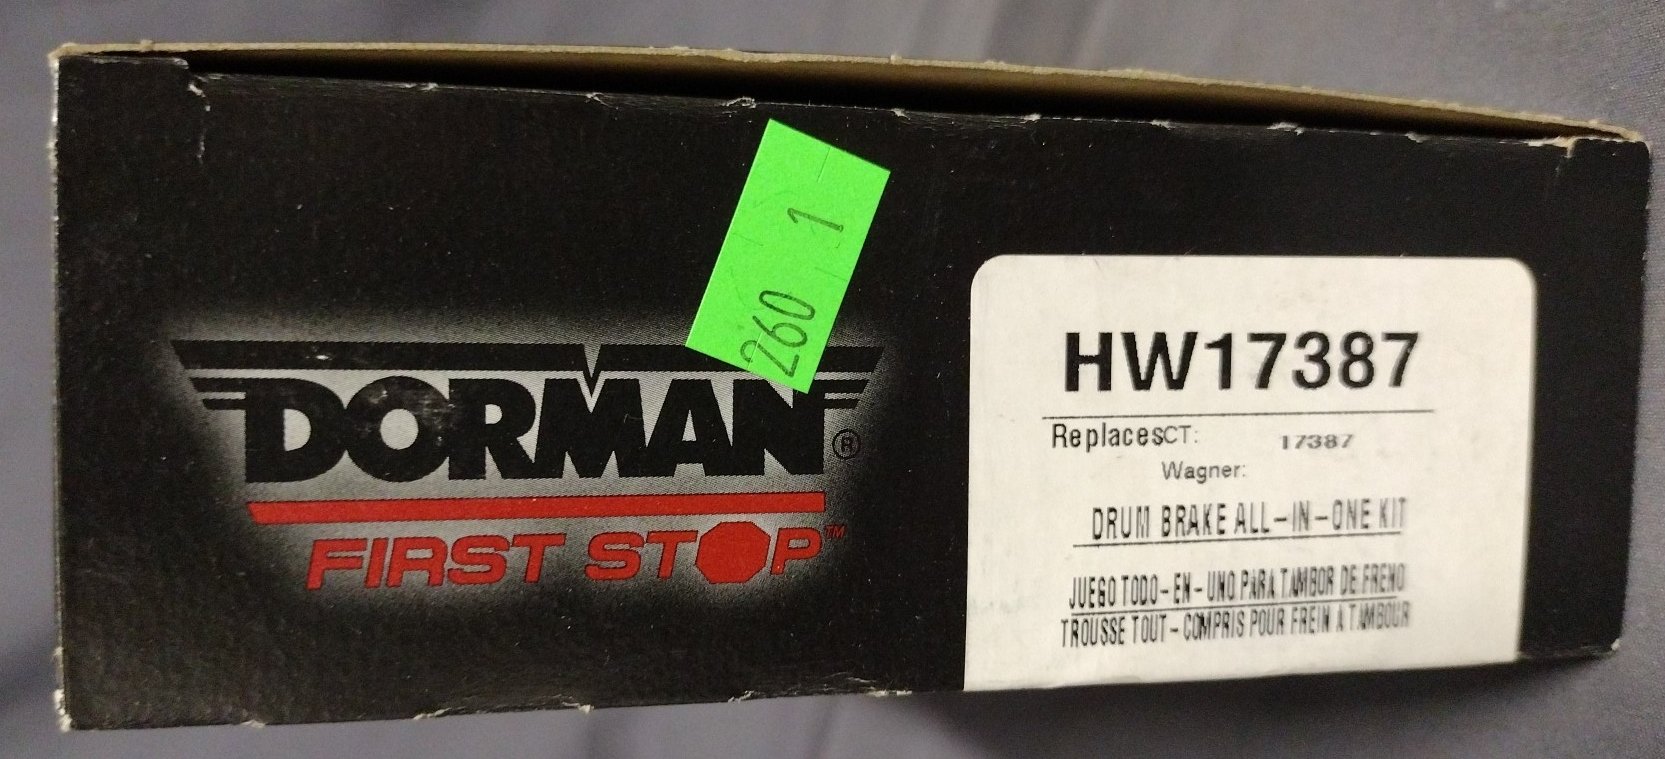 260 1
DORMAN®
FIRST STOP™
HW17387
ReplacesCT: 17387
Wagner:
DRUM BRAKE ALL-IN-ONE KIT
JUEGO TODO-EN-UNO PARA TAMBOR DE FRENO
TROUSSE TOUT-COMPRIS POUR FREIN A TAMBOUR